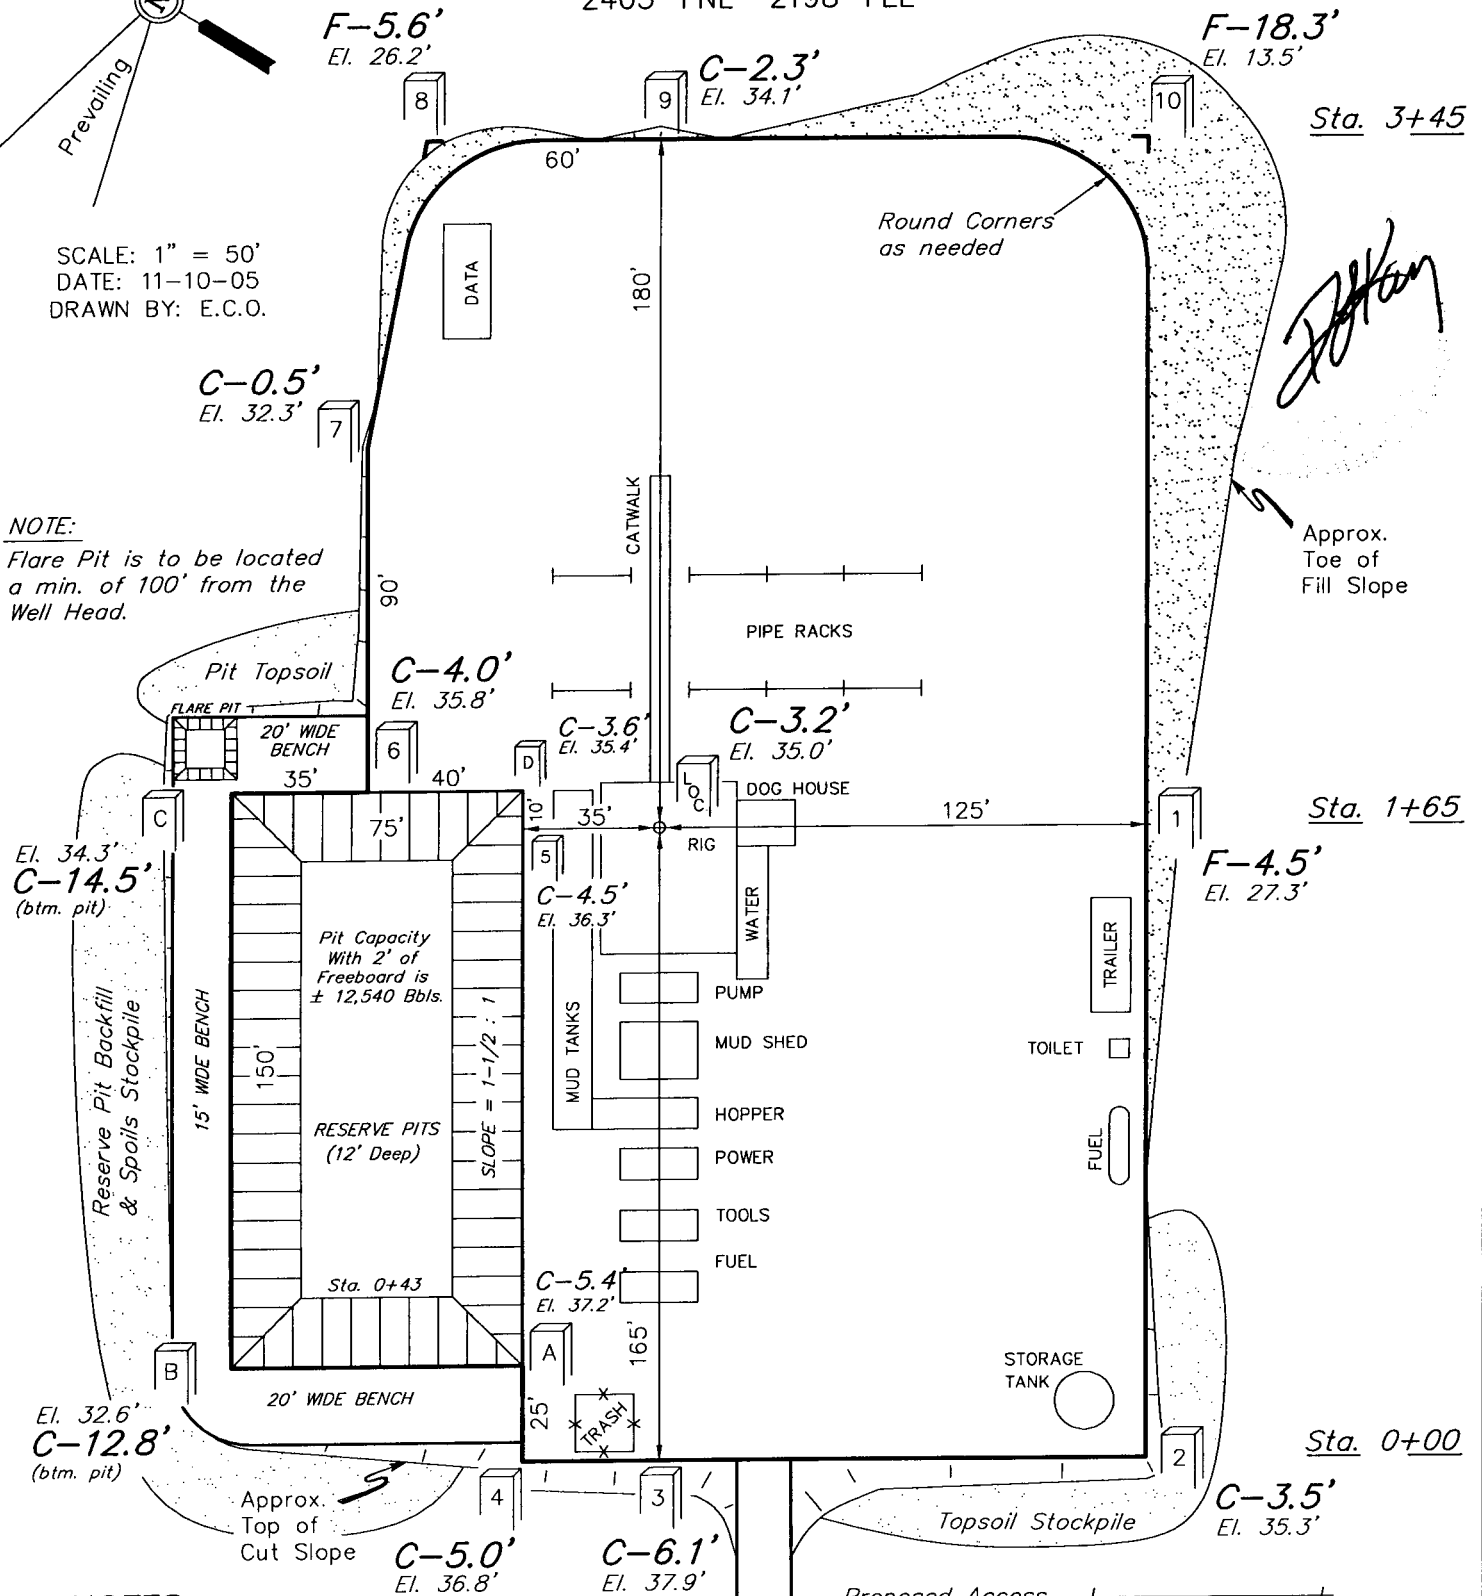 F-5.6'
El. 26.2'
C-2.3'
El. 34.1'
F-18.3'
El. 13.5'
8
9
10
Sta. 3+45
Prevailing
60'
Round Corners
as needed
SCALE: 1" = 50'
DATE: 11-10-05
DRAWN BY: E.C.O.
DATA
180'
C-0.5'
El. 32.3'
7
CATWALK
NOTE:
Flare Pit is to be located
a min. of 100' from the
Well Head.
90'
Approx.
Toe of
Fill Slope
PIPE RACKS
Pit Topsoil
C-4.0'
El. 35.8'
FLARE PIT
20' WIDE
BENCH
6
C-3.6'
El. 35.4'
C-3.2'
El. 35.0'
D
LOC.
DOG HOUSE
35'
40'
10'
C
75'
35'
125'
1
Sta. 1+65
RIG
5
El. 34.3'
C-14.5'
(btm. pit)
F-4.5'
El. 27.3'
C-4.5'
El. 36.3'
WATER
TRAILER
Pit Capacity
With 2' of
Freeboard is
± 12,540 Bbls.
PUMP
Reserve Pit Backfill
& Spoils Stockpile
15' WIDE BENCH
150'
SLOPE = 1-1/2 : 1
MUD TANKS
MUD SHED
TOILET
HOPPER
RESERVE PITS
(12' Deep)
POWER
FUEL
TOOLS
FUEL
Sta. 0+43
C-5.4'
El. 37.2'
165'
A
B
STORAGE
TANK
20' WIDE BENCH
25'
TRASH
El. 32.6'
C-12.8'
(btm. pit)
Sta. 0+00
2
4
3
C-3.5'
El. 35.3'
Approx.
Top of
Cut Slope
Topsoil Stockpile
C-5.0'
El. 36.8'
C-6.1'
El. 37.9'
Proposed Access